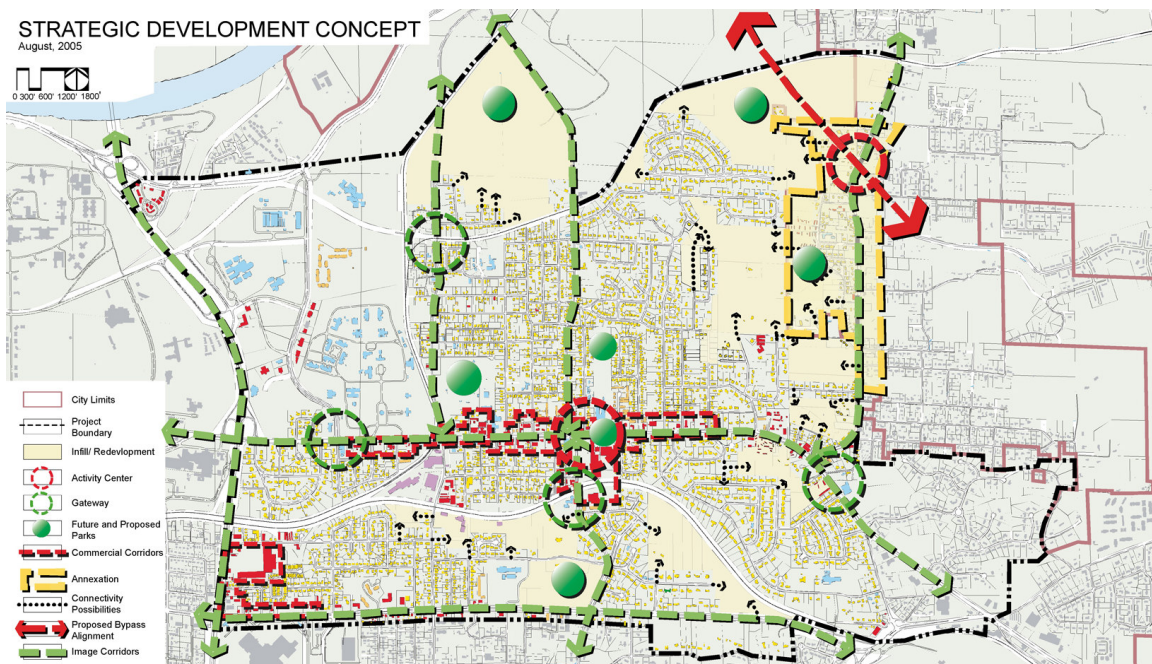 STRATEGIC DEVELOPMENT CONCEPT
August, 2005
0 300' 600' 1200' 1800'
City Limits
Project
Boundary
Infill/ Redevlopment
Activity Center
Gateway
Future and Proposed
Parks
Commercial Corridors
Annexation
Connectivity
Possibilities
Proposed Bypass
Alignment
Image Corridors